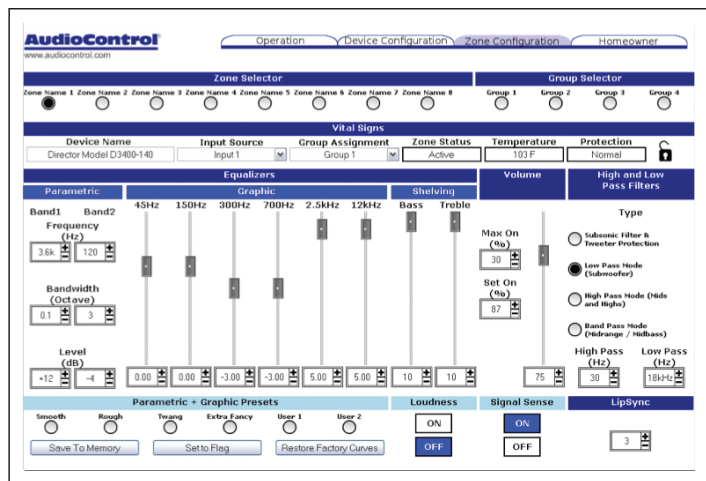 AudioControl
www.audiocontrol.com
Operation Device Configuration Zone Configuration Homeowner
Zone Selector Group Selector
Zone Name 1 Zone Name 2 Zone Name 3 Zone Name 4 Zone Name 5 Zone Name 6 Zone Name 7 Zone Name 8 Group 1 Group 2 Group 3 Group 4
Vital Signs
Device Name Input Source Group Assignment Zone Status Temperature Protection
Director Model D3400-140 Input 1 Group 1 Active 103 F Normal
Equalizers Volume High and Low
Pass Filters
Parametric Graphic Shelving
Band1 Band2 45Hz 150Hz 300Hz 700Hz 2.5kHz 12kHz Bass Treble Type
Frequency
(Hz)
3.6k 120
Max On
(%)
30
Subsonic Filter &
Tweeter Protection
Low Pass Mode
(Subwoofer)
Bandwidth
(Octave)
0.1 3
Set On
(%)
87
High Pass Mode (Mids
and Highs)
Band Pass Mode
(Midrange / Midbass)
Level
(dB)
+12 -4 0.00 0.00 -3.00 -3.00 5.00 5.00 10 10 75
High Pass
(Hz)
30
Low Pass
(Hz)
18kHz
Parametric + Graphic Presets Loudness Signal Sense LipSync
Smooth Rough Twang Extra Fancy User 1 User 2 ON ON
3
Save To Memory Set to Flag Restore Factory Curves OFF OFF